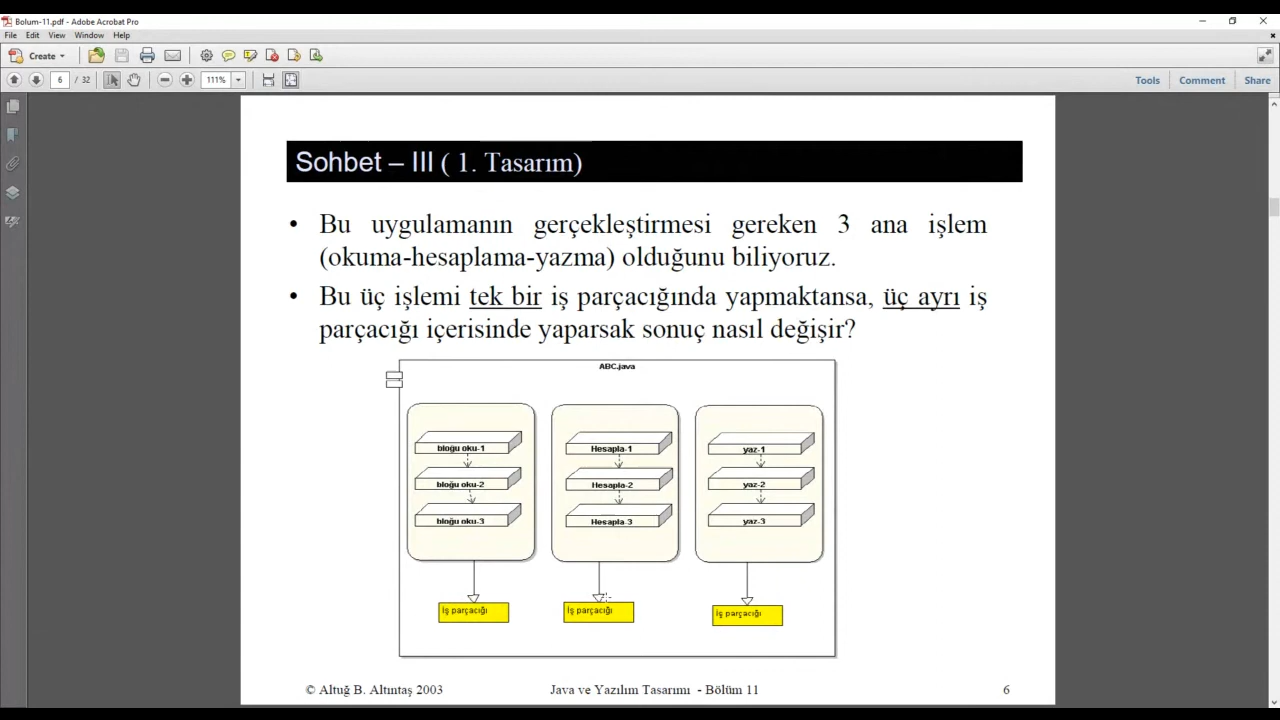 Bolum-11.pdf - Adobe Acrobat Pro
File Edit View Window Help
Create
6 / 32 111% Tools Comment Share
Sohbet – III ( 1. Tasarım)
• Bu uygulamanın gerçekleştirmesi gereken 3 ana işlem
(okuma-hesaplama-yazma) olduğunu biliyoruz.
• Bu üç işlemi tek bir iş parçacığında yapmaktansa, üç ayrı iş
parçacığı içerisinde yaparsak sonuç nasıl değişir?
ABC.java
bloğu oku-1
bloğu oku-2
bloğu oku-3
Hesapla-1
Hesapla-2
Hesapla-3
yaz-1
yaz-2
yaz-3
İş parçacığı
İş parçacığı
İş parçacığı
© Altuğ B. Altıntaş 2003 Java ve Yazılım Tasarımı - Bölüm 11 6